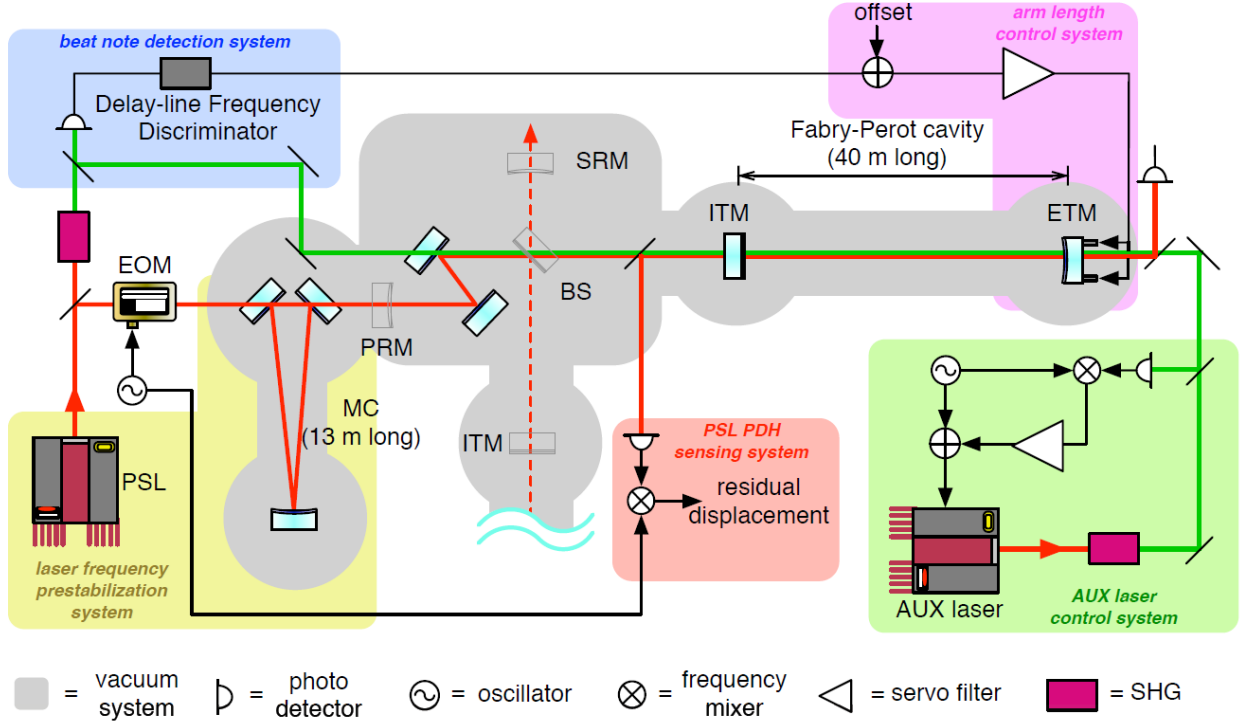 offset
beat note detection system
arm length
control system
Delay-line Frequency
Discriminator
Fabry-Perot cavity
(40 m long)
SRM
ITM
ETM
EOM
BS
PRM
MC
(13 m long)
ITM
PSL
PSL PDH
sensing system
residual
displacement
laser frequency
prestabilization
system
AUX laser
AUX laser
control system
= vacuum
system
= photo
detector
= oscillator
= frequency
mixer
= servo filter
= SHG